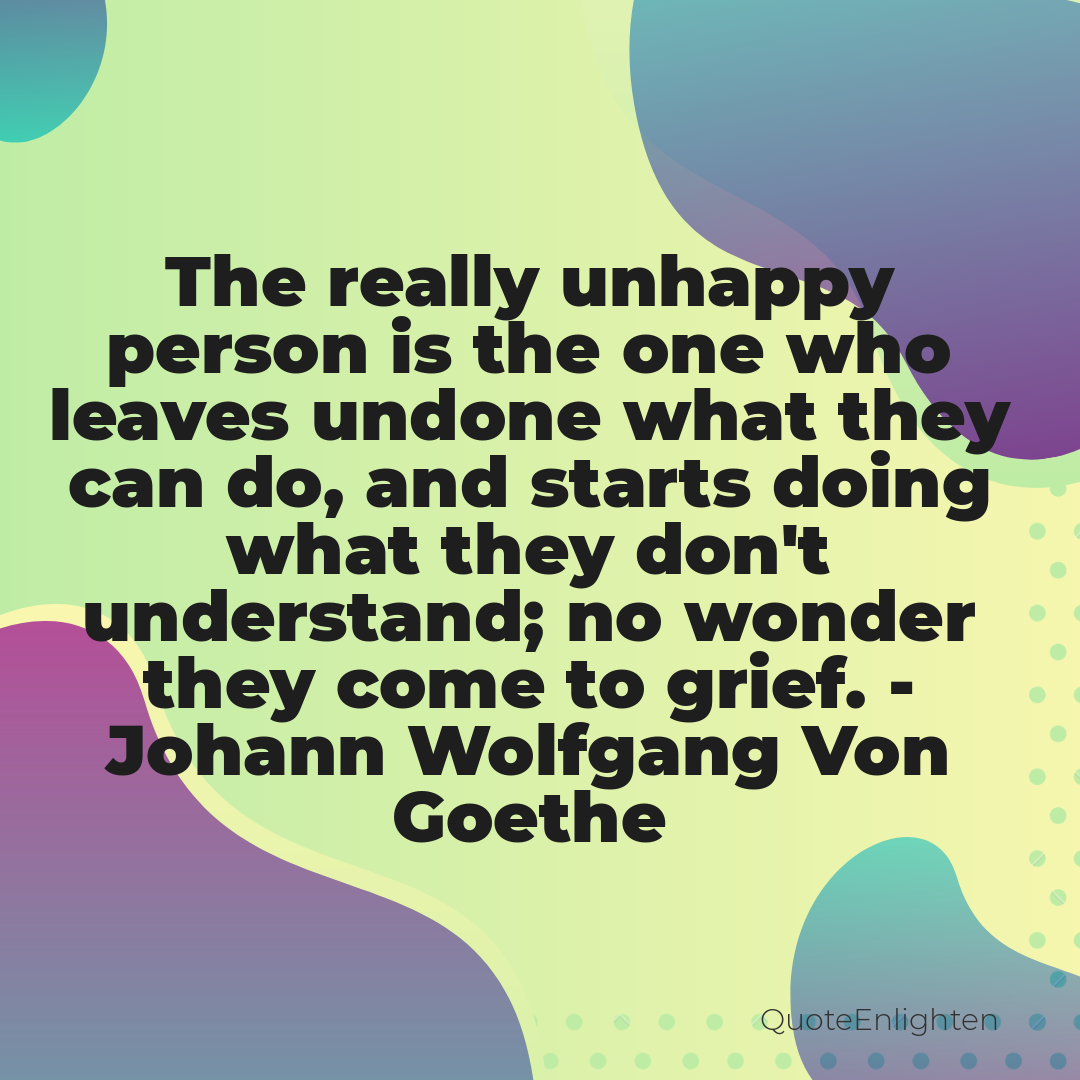 The really unhappy
person is the one who
leaves undone what they
can do, and starts doing
what they don't
understand; no wonder
they come to grief. -
Johann Wolfgang Von
Goethe
QuoteEnlighten